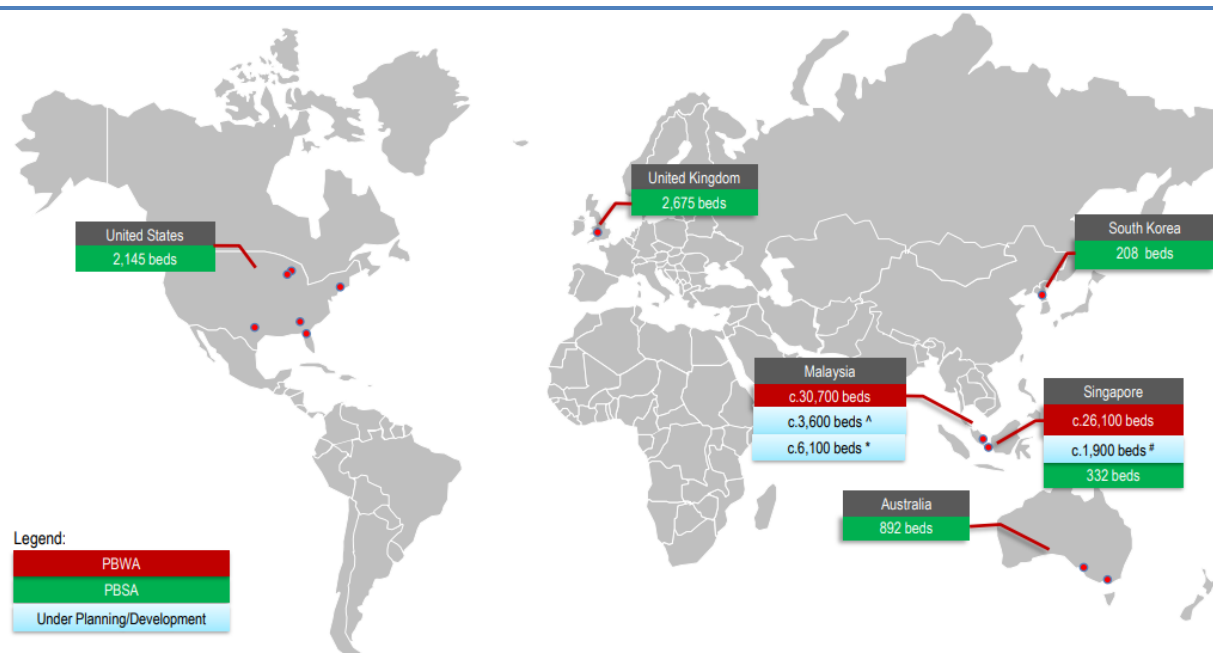 United Kingdom
2,675 beds
United States
2,145 beds
South Korea
208 beds
Malaysia
c.30,700 beds
c.3,600 beds ^
c.6,100 beds *
Singapore
c.26,100 beds
c.1,900 beds #
332 beds
Australia
892 beds
Legend:
PBWA
PBSA
Under Planning/Development